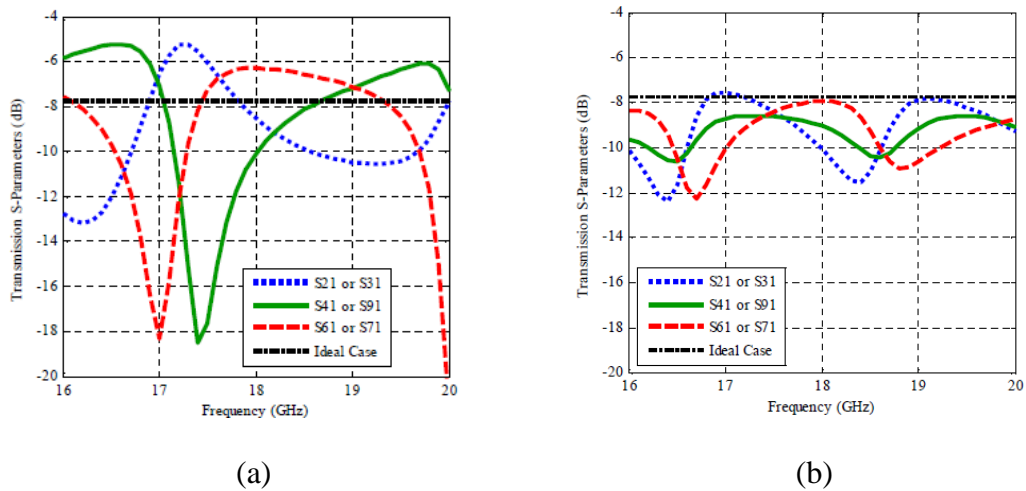 -4
-6
-8
-10
-12
-14
-16
-18
-20
Transmission S-Parameters (dB)
S21 or S31
S41 or S91
S61 or S71
Ideal Case
16 17 18 19 20
Frequency (GHz)
(a)
-4
-6
-8
-10
-12
-14
-16
-18
-20
Transmission S-Parameters (dB)
S21 or S31
S41 or S91
S61 or S71
Ideal Case
16 17 18 19 20
Frequency (GHz)
(b)